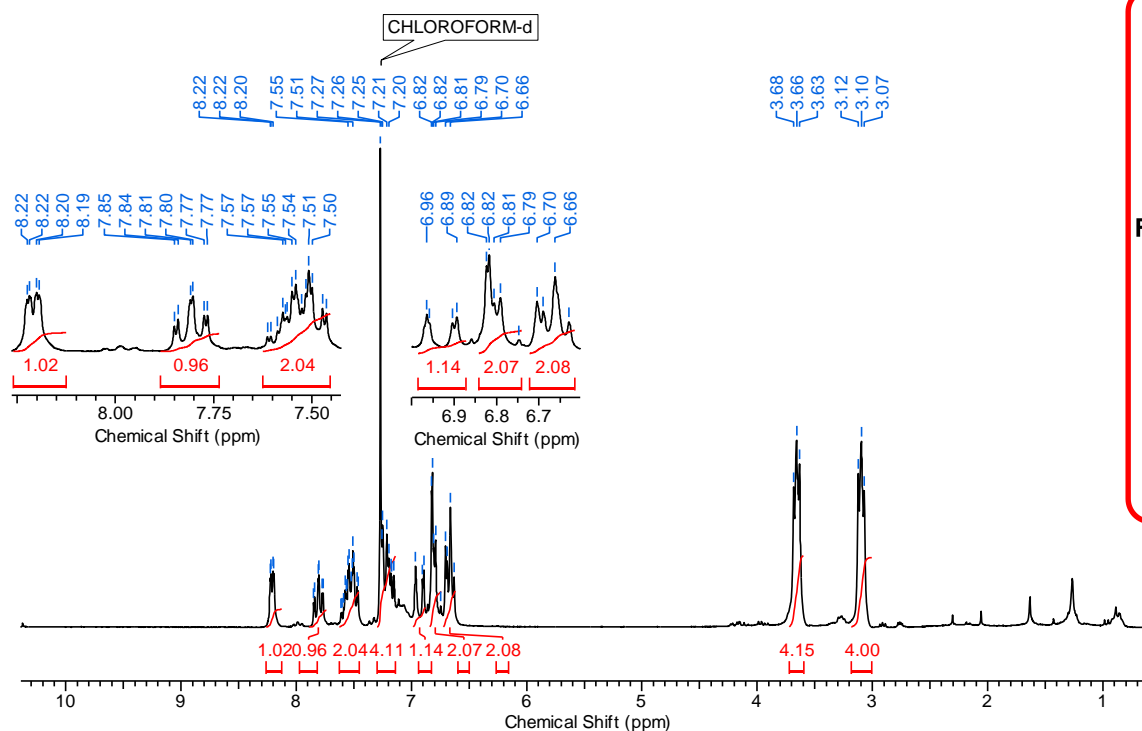 CHLOROFORM-d
8.22 8.22 8.20 7.55 7.51 7.27 7.26 7.25 7.21 7.20 6.82 6.82 6.81 6.79 6.70 6.66 3.68 3.66 3.63 3.12 3.10 3.07
8.22 8.22 8.20 8.19 7.85 7.84 7.81 7.80 7.77 7.77 7.57 7.57 7.55 7.54 7.51 7.50 6.96 6.89 6.82 6.82 6.81 6.79 6.70 6.66
F
1.02 0.96 2.04 1.14 2.07 2.08
8.00 7.75 7.50 6.9 6.8 6.7
Chemical Shift (ppm) Chemical Shift (ppm)
1.02 0.96 2.04 4.11 1.14 2.07 2.08 4.15 4.00
10 9 8 7 6 5 4 3 2 1
Chemical Shift (ppm)